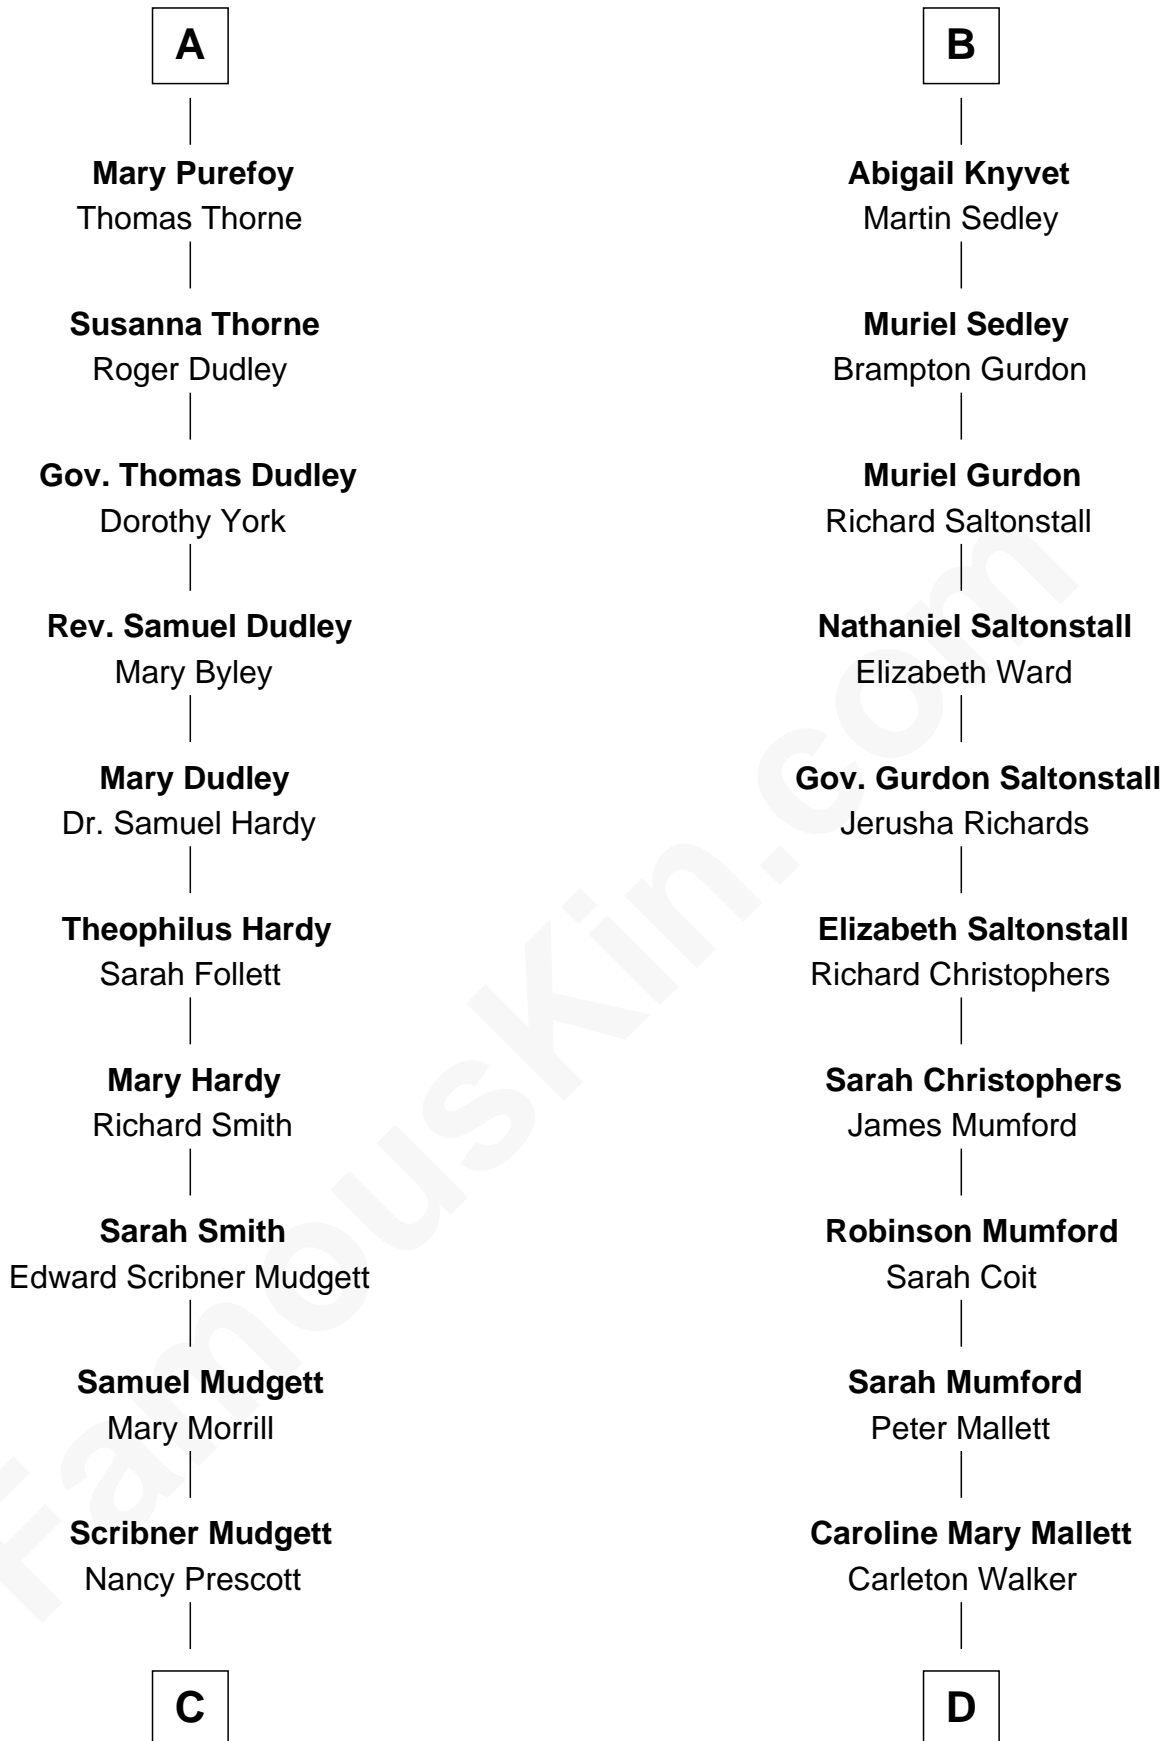 A
Mary Purefoy
Thomas Thorne
Susanna Thorne
Roger Dudley
Gov. Thomas Dudley
Dorothy York
Rev. Samuel Dudley
Mary Byley
Mary Dudley
Dr. Samuel Hardy
Theophilus Hardy
Sarah Follett
Mary Hardy
Richard Smith
Sarah Smith
Edward Scribner Mudgett
Samuel Mudgett
Mary Morrill
Scribner Mudgett
Nancy Prescott
C
B
Abigail Knyvet
Martin Sedley
Muriel Sedley
Brampton Gurdon
Muriel Gurdon
Richard Saltonstall
Nathaniel Saltonstall
Elizabeth Ward
Gov. Gurdon Saltonstall
Jerusha Richards
Elizabeth Saltonstall
Richard Christophers
Sarah Christophers
James Mumford
Robinson Mumford
Sarah Coit
Sarah Mumford
Peter Mallett
Caroline Mary Mallett
Carleton Walker
D
FamousKin.com